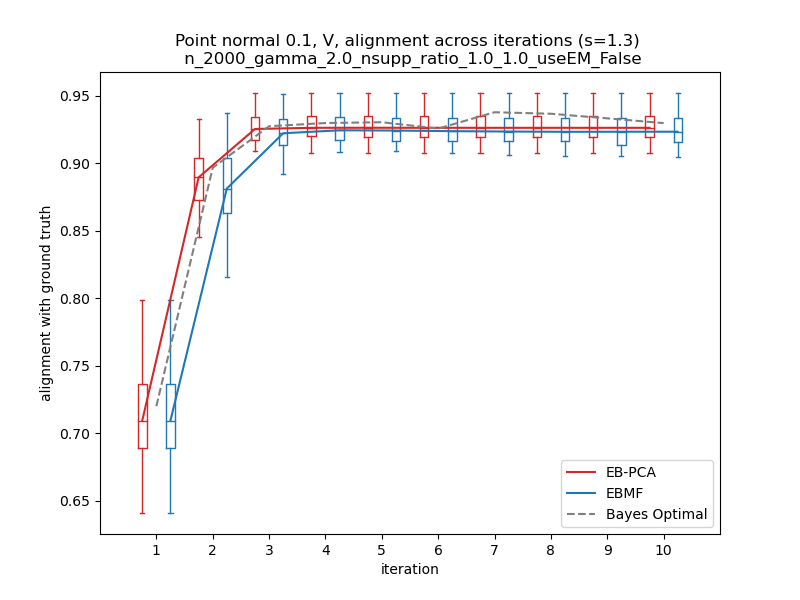 Point normal 0.1, V, alignment across iterations (s=1.3)
n_2000_gamma_2.0_nsupp_ratio_1.0_1.0_useEM_False
0.95
0.90
0.85
0.80
0.75
0.70
0.65
alignment with ground truth
EB-PCA
EBMF
Bayes Optimal
1 2 3 4 5 6 7 8 9 10
iteration